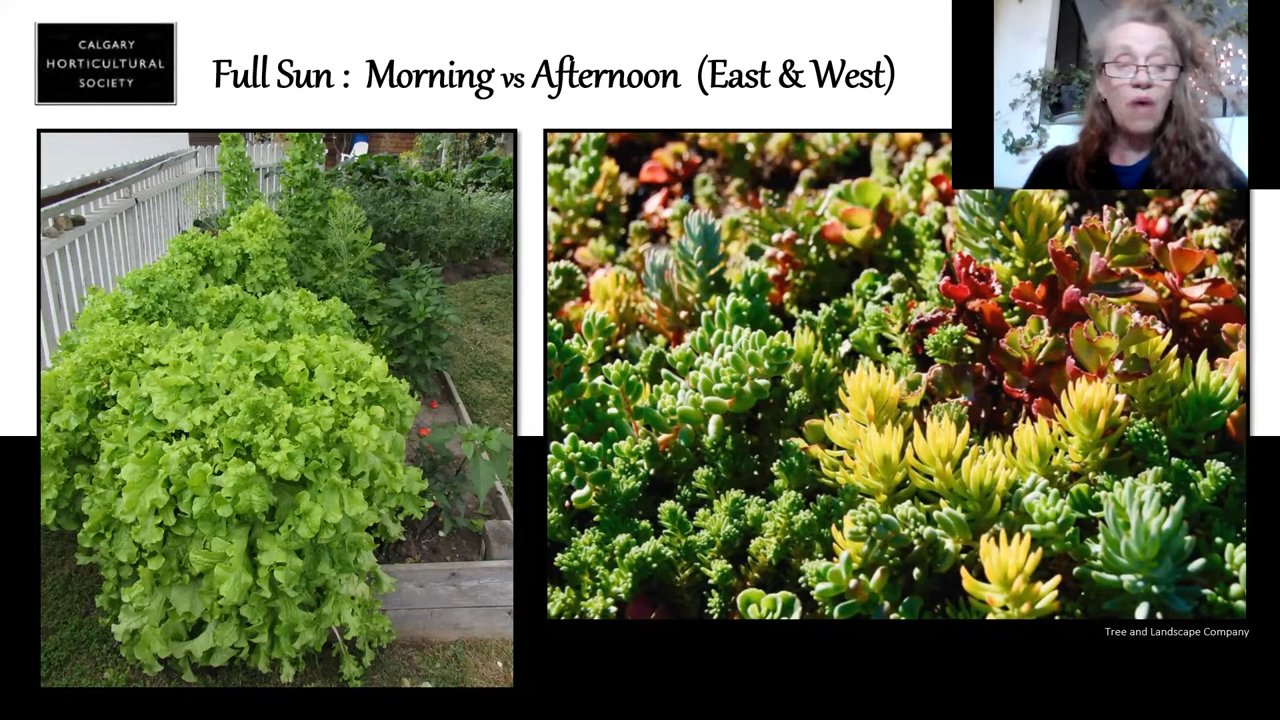 CALGARY
HORTICULTURAL
SOCIETY
Full Sun : Morning vs Afternoon (East & West)
Tree and Landscape Company